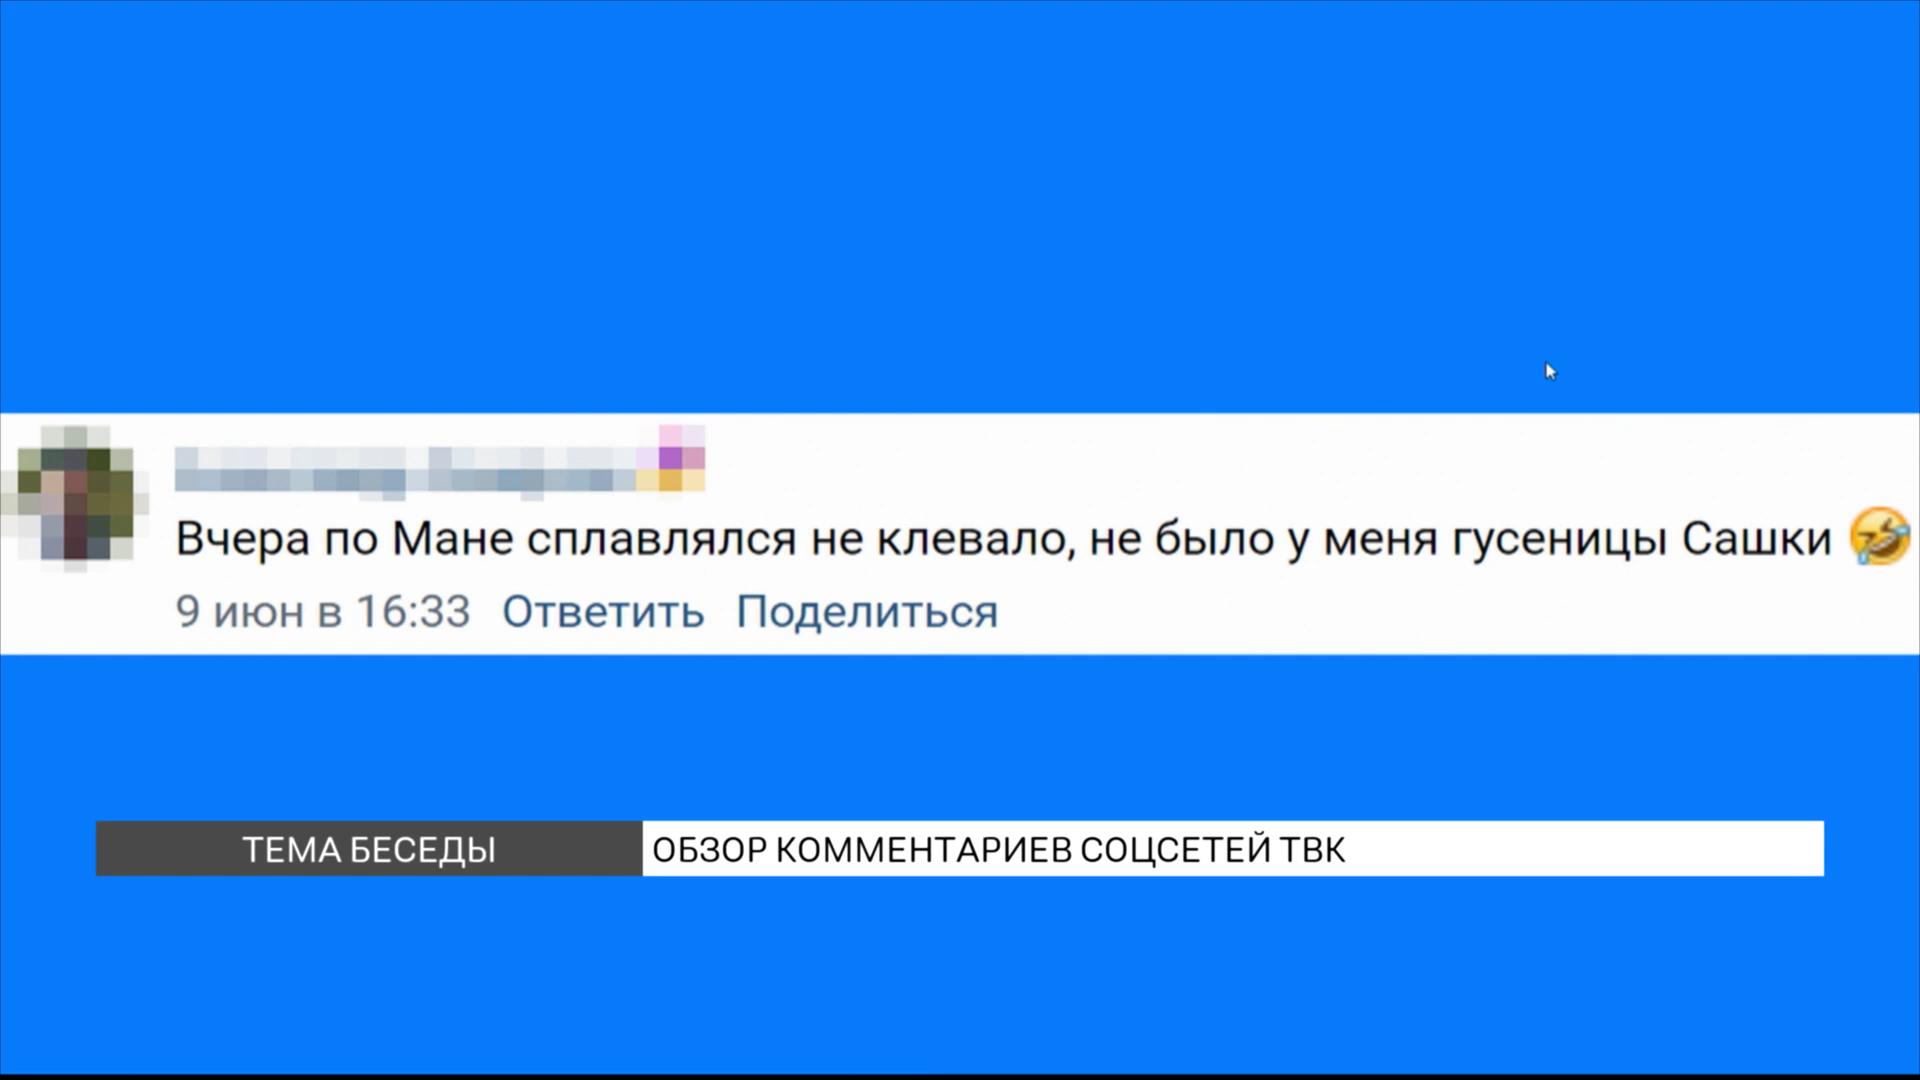 Вчера по Мане сплавлялся не клевало, не было у меня гусеницы Сашки 🤣
9 июн в 16:33 Ответить Поделиться
ТЕМА БЕСЕДЫ ОБЗОР КОММЕНТАРИЕВ СОЦСЕТЕЙ ТВК